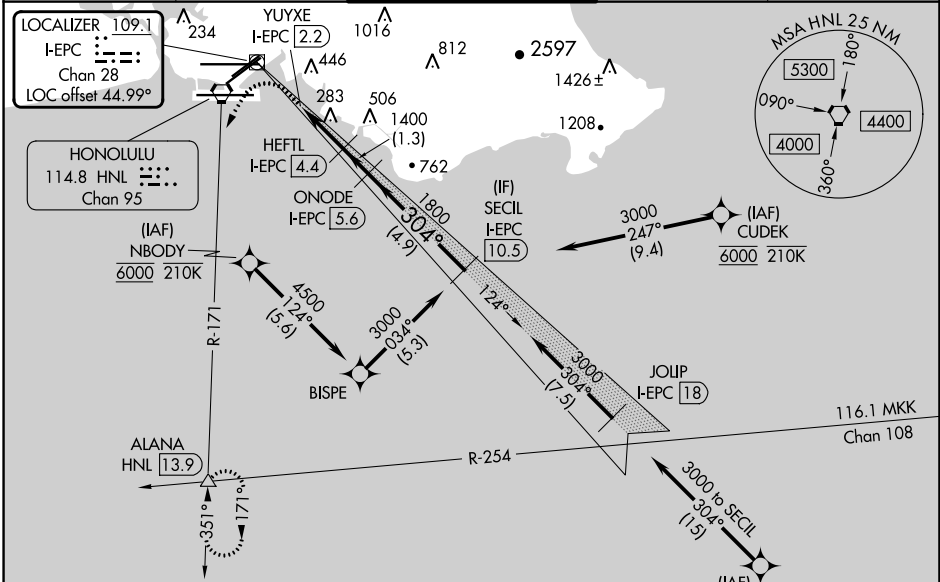 LOCALIZER 109.1
I-EPC
Chan 28
LOC offset 44.99°
234
YUYXE
I-EPC 2.2
1016
446
812
2597
1426 ±
283
506
1400
(1.3)
1208
762
MSA HNL 25 NM
5300
180°
090°
4400
4000
360°
HONOLULU
114.8 HNL
Chan 95
HEFTL
I-EPC 4.4
ONODE
I-EPC 5.6
1800
304°
(4.9)
(IF)
SECIL
I-EPC
10.5
3000
247°
(9.4)
(IAF)
CUDEK
6000 210K
(IAF)
NBODY
6000 210K
4500
124°
(5.6)
3000
034°
(5.3)
BISPE
124°
3000
304°
(7.5)
JOLIP
I-EPC 18
R-171
116.1 MKK
Chan 108
R-254
ALANA
HNL 13.9
351°
171°
3000 to SECIL
304°
(15)
(IAF)